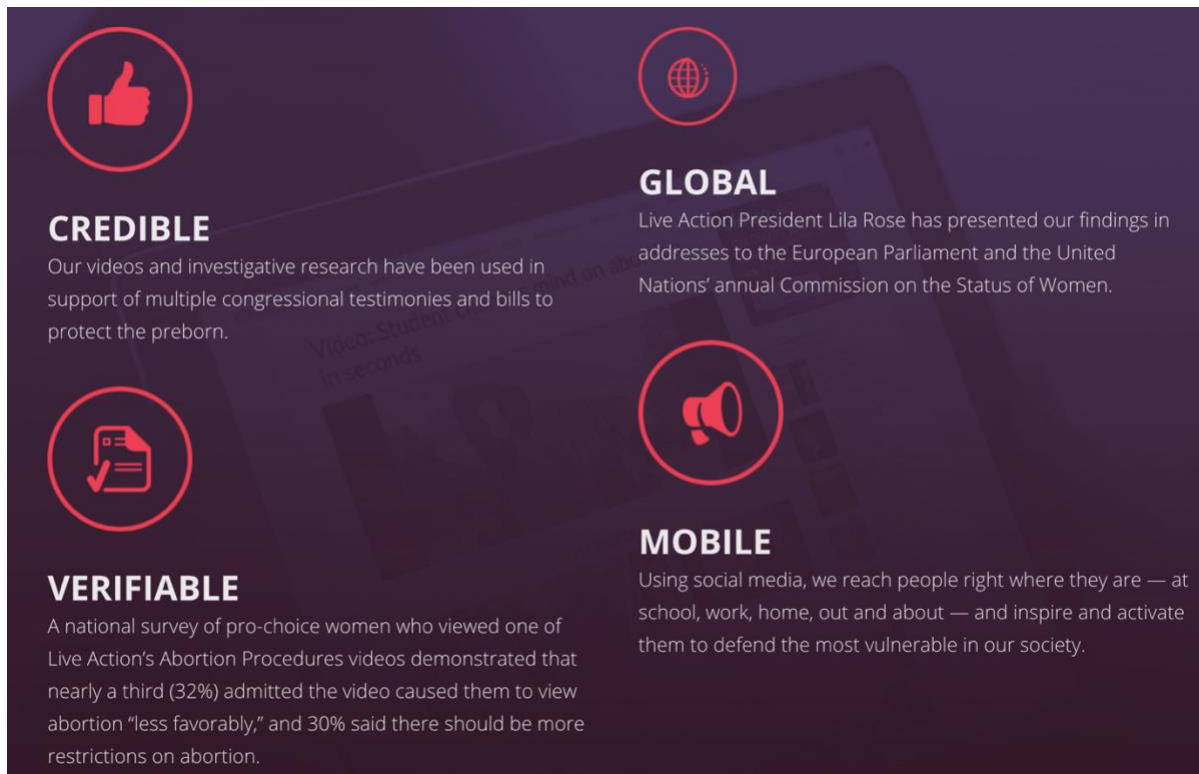 CREDIBLE
Our videos and investigative research have been used in
support of multiple congressional testimonies and bills to
protect the preborn.
VERIFIABLE
A national survey of pro-choice women who viewed one of
Live Action’s Abortion Procedures videos demonstrated that
nearly a third (32%) admitted the video caused them to view
abortion “less favorably,” and 30% said there should be more
restrictions on abortion.
GLOBAL
Live Action President Lila Rose has presented our findings in
addresses to the European Parliament and the United
Nations’ annual Commission on the Status of Women.
MOBILE
Using social media, we reach people right where they are — at
school, work, home, out and about — and inspire and activate
them to defend the most vulnerable in our society.
Video: Student mind on
in seconds